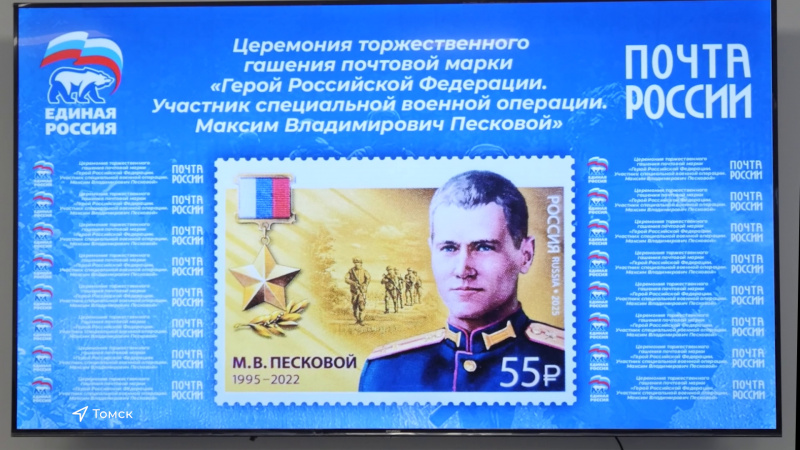 Церемония торжественного
гашения почтовой марки
«Герой Российской Федерации.
Участник специальной военной операции.
Максим Владимирович Песковой»
ЕДИНАЯ
РОССИЯ
ПОЧТА
РОССИИ
РОССИЯ RUSSIA • 2025
М.В. ПЕСКОВОЙ
1995–2022
55₽
Томск